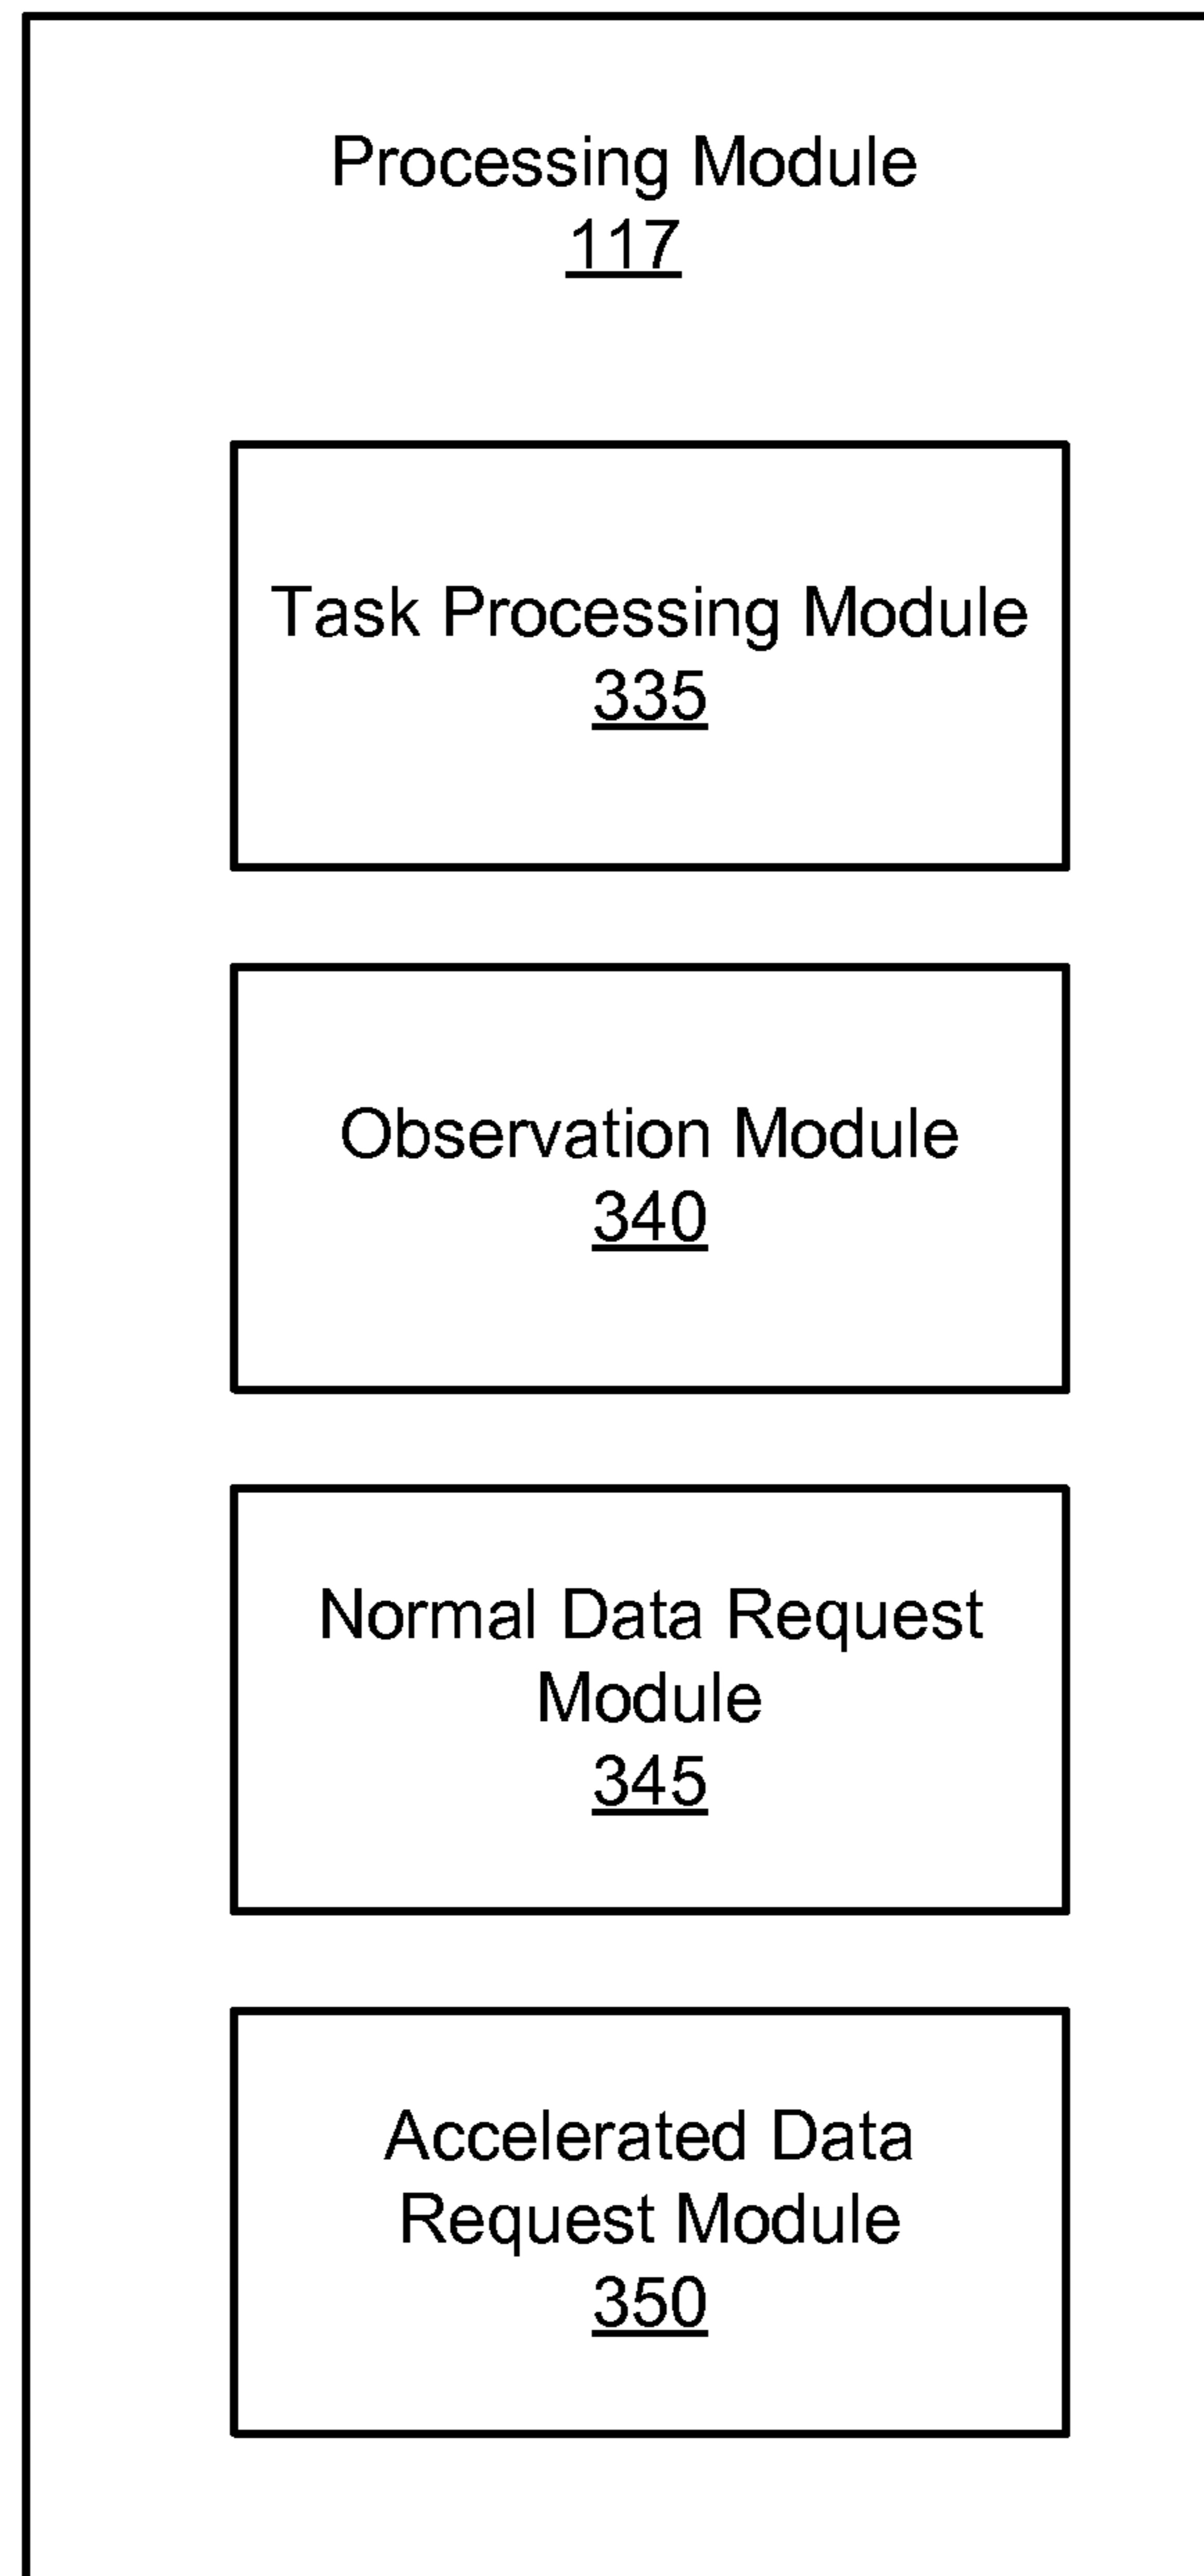 Processing Module
117
Task Processing Module
335
Observation Module
340
Normal Data Request
Module
345
Accelerated Data
Request Module
350